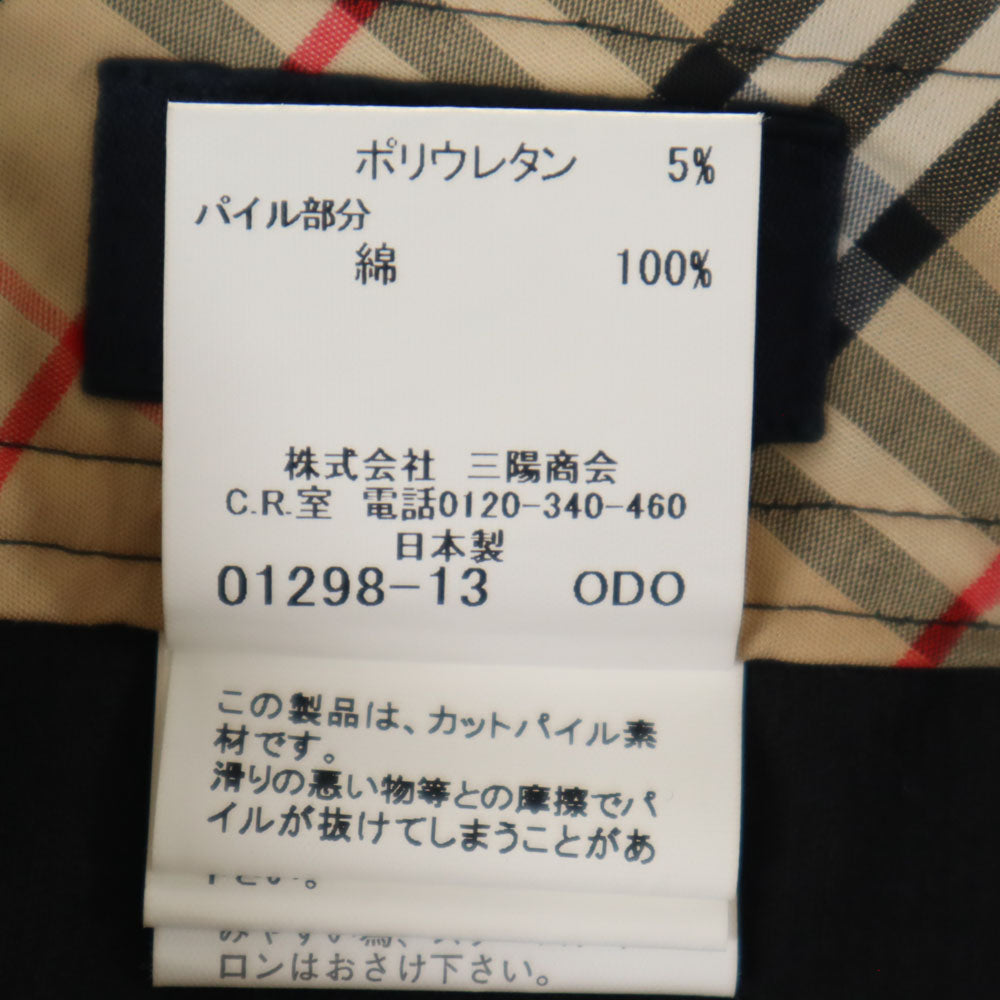 ポリウレタン 5%
パイル部分
綿 100%
株式会社 三陽商会
C.R.室 電話0120-340-460
日本製
01298-13 ODO
この製品は、カットパイル素
材です。
滑りの悪い物等との摩擦でパ
イルが抜けてしまうことがあ
下さい。
ロンはおさけ下さい。